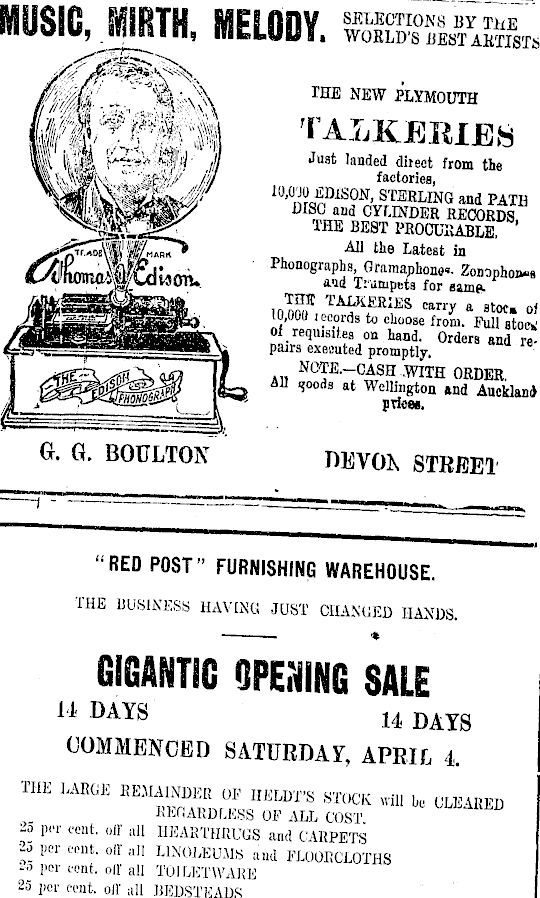 MUSIC, MIRTH, MELODY.
SELECTIONS BY THE
WORLD'S BEST ARTISTS
TRADE MARK
Thomas A Edison
THE EDISON PHONOGRAPH
G. G. BOULTON
THE NEW PLYMOUTH
TALKERIES
Just landed direct from the
factories,
10,000 EDISON, STERLING and PATH
DISC and CYLINDER RECORDS,
THE BEST PROCURABLE.
All the Latest in
Phonographs, Gramaphones, Zonophones
and Trumpets for same.
THE TALKERIES carry a stock of
10,000 records to choose from. Full stock
of requisites on hand. Orders and re-
pairs executed promptly.
NOTE.—CASH WITH ORDER.
All goods at Wellington and Auckland
prices.
DEVON STREET
"RED POST" FURNISHING WAREHOUSE.
THE BUSINESS HAVING JUST CHANGED HANDS.
GIGANTIC OPENING SALE
14 DAYS 14 DAYS
COMMENCED SATURDAY, APRIL 4.
THE LARGE REMAINDER OF HELDT'S STOCK will be CLEARED
REGARDLESS OF ALL COST.
25 per cent. off all HEARTHRUGS and CARPETS
25 per cent. off all LINOLEUMS and FLOORCLOTHS
25 per cent. off all TOILETWARE
25 per cent. off all BEDSTEADS